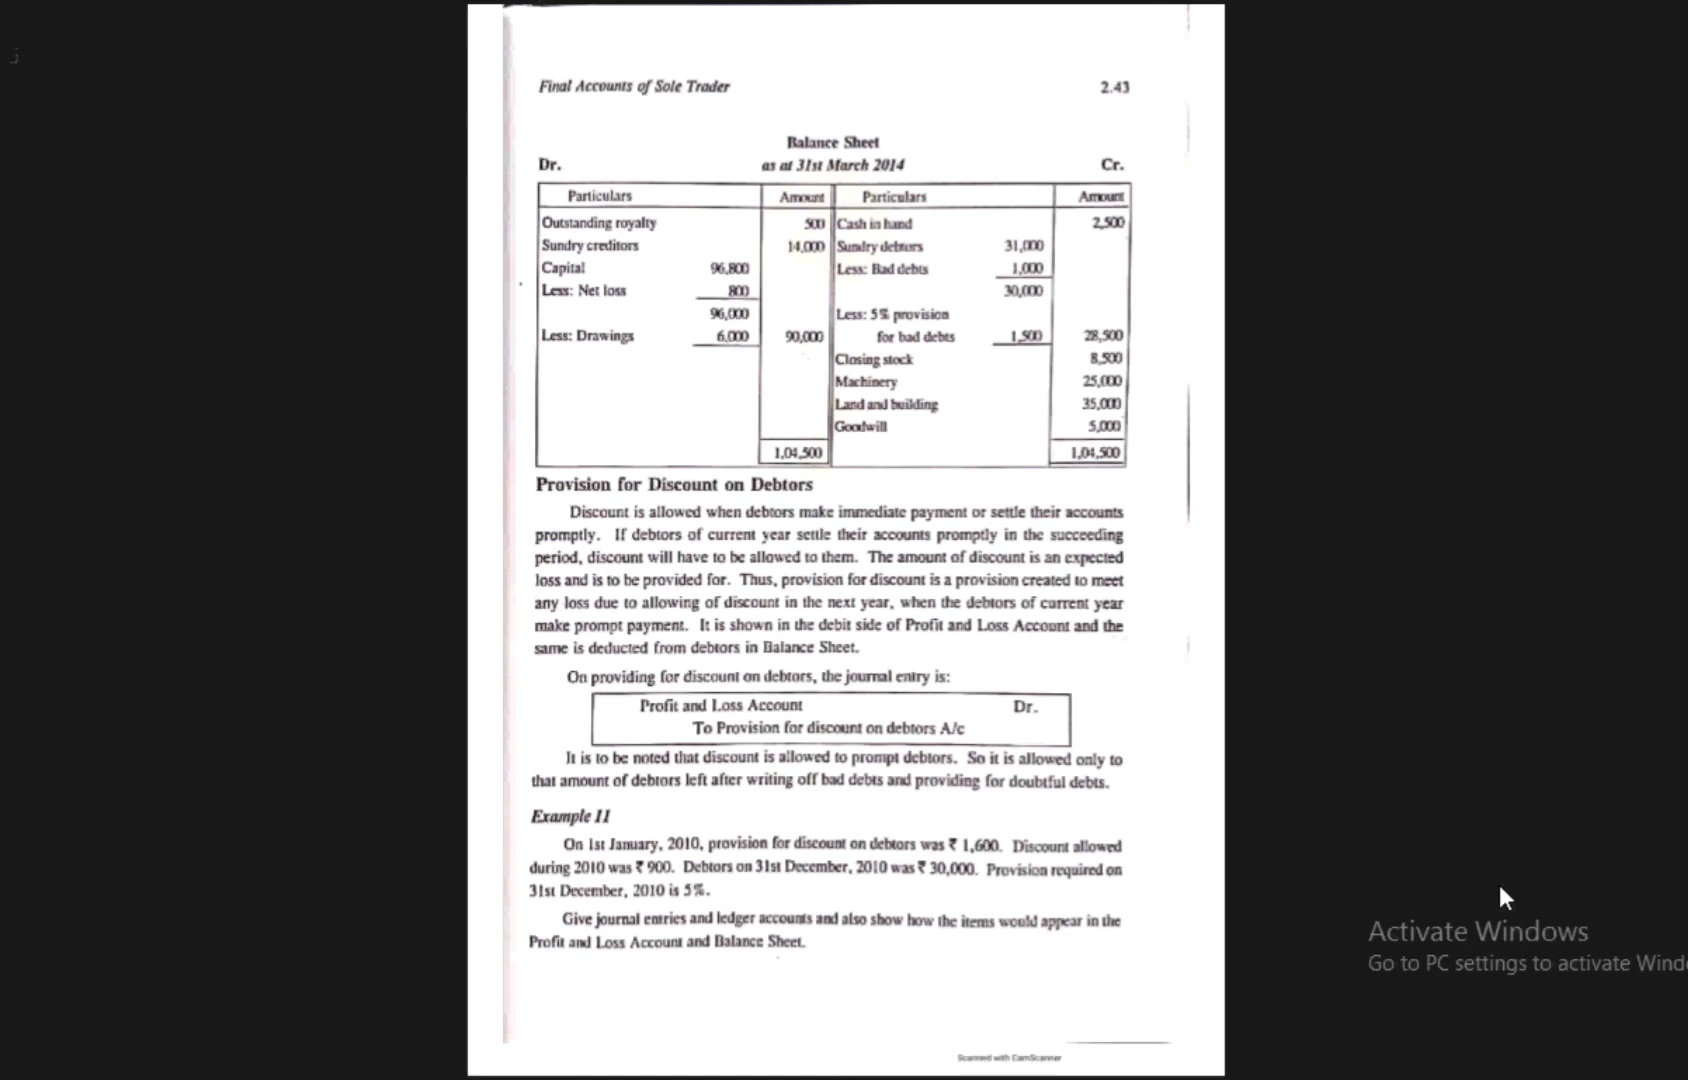 Final Accounts of Sole Trader 2.43
Balance Sheet
Dr. as at 31st March 2014 Cr.
Particulars Amount Particulars Amount
Outstanding royalty 500 Cash in hand 2,500
Sundry creditors 14,000 Sundry debtors 31,000
Capital 96,800 Less: Bad debts 1,000
Less: Net loss 800 30,000
96,000 Less: 5% provision
Less: Drawings 6,000 90,000 for bad debts 1,500 28,500
Closing stock 8,500
Machinery 25,000
Land and building 35,000
Goodwill 5,000
1,04,500 1,04,500
Provision for Discount on Debtors
Discount is allowed when debtors make immediate payment or settle their accounts
promptly. If debtors of current year settle their accounts promptly in the succeeding
period, discount will have to be allowed to them. The amount of discount is an expected
loss and is to be provided for. Thus, provision for discount is a provision created to meet
any loss due to allowing of discount in the next year, when the debtors of current year
make prompt payment. It is shown in the debit side of Profit and Loss Account and the
same is deducted from debtors in Balance Sheet.
On providing for discount on debtors, the journal entry is:
Profit and Loss Account Dr.
To Provision for discount on debtors A/c
It is to be noted that discount is allowed to prompt debtors. So it is allowed only to
that amount of debtors left after writing off bad debts and providing for doubtful debts.
Example 11
On 1st January, 2010, provision for discount on debtors was ₹ 1,600. Discount allowed
during 2010 was ₹ 900. Debtors on 31st December, 2010 was ₹ 30,000. Provision required on
31st December, 2010 is 5%.
Give journal entries and ledger accounts and also show how the items would appear in the
Profit and Loss Account and Balance Sheet.
Scanned with CamScanner
Activate Windows
Go to PC settings to activate Wind